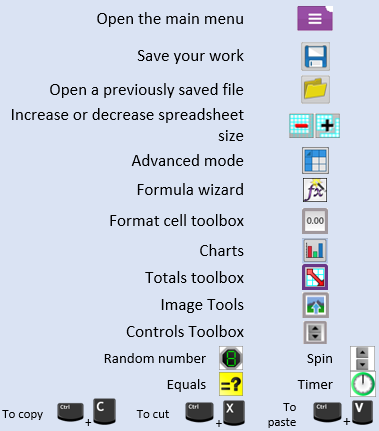 Open the main menu
Save your work
Open a previously saved file
Increase or decrease spreadsheet
size
Advanced mode
Formula wizard
fx
Format cell toolbox 0.00
Charts
Totals toolbox
Image Tools
Controls Toolbox
Random number 8 Spin
Equals =? Timer
To copy Ctrl + C To cut Ctrl + X To paste Ctrl + V